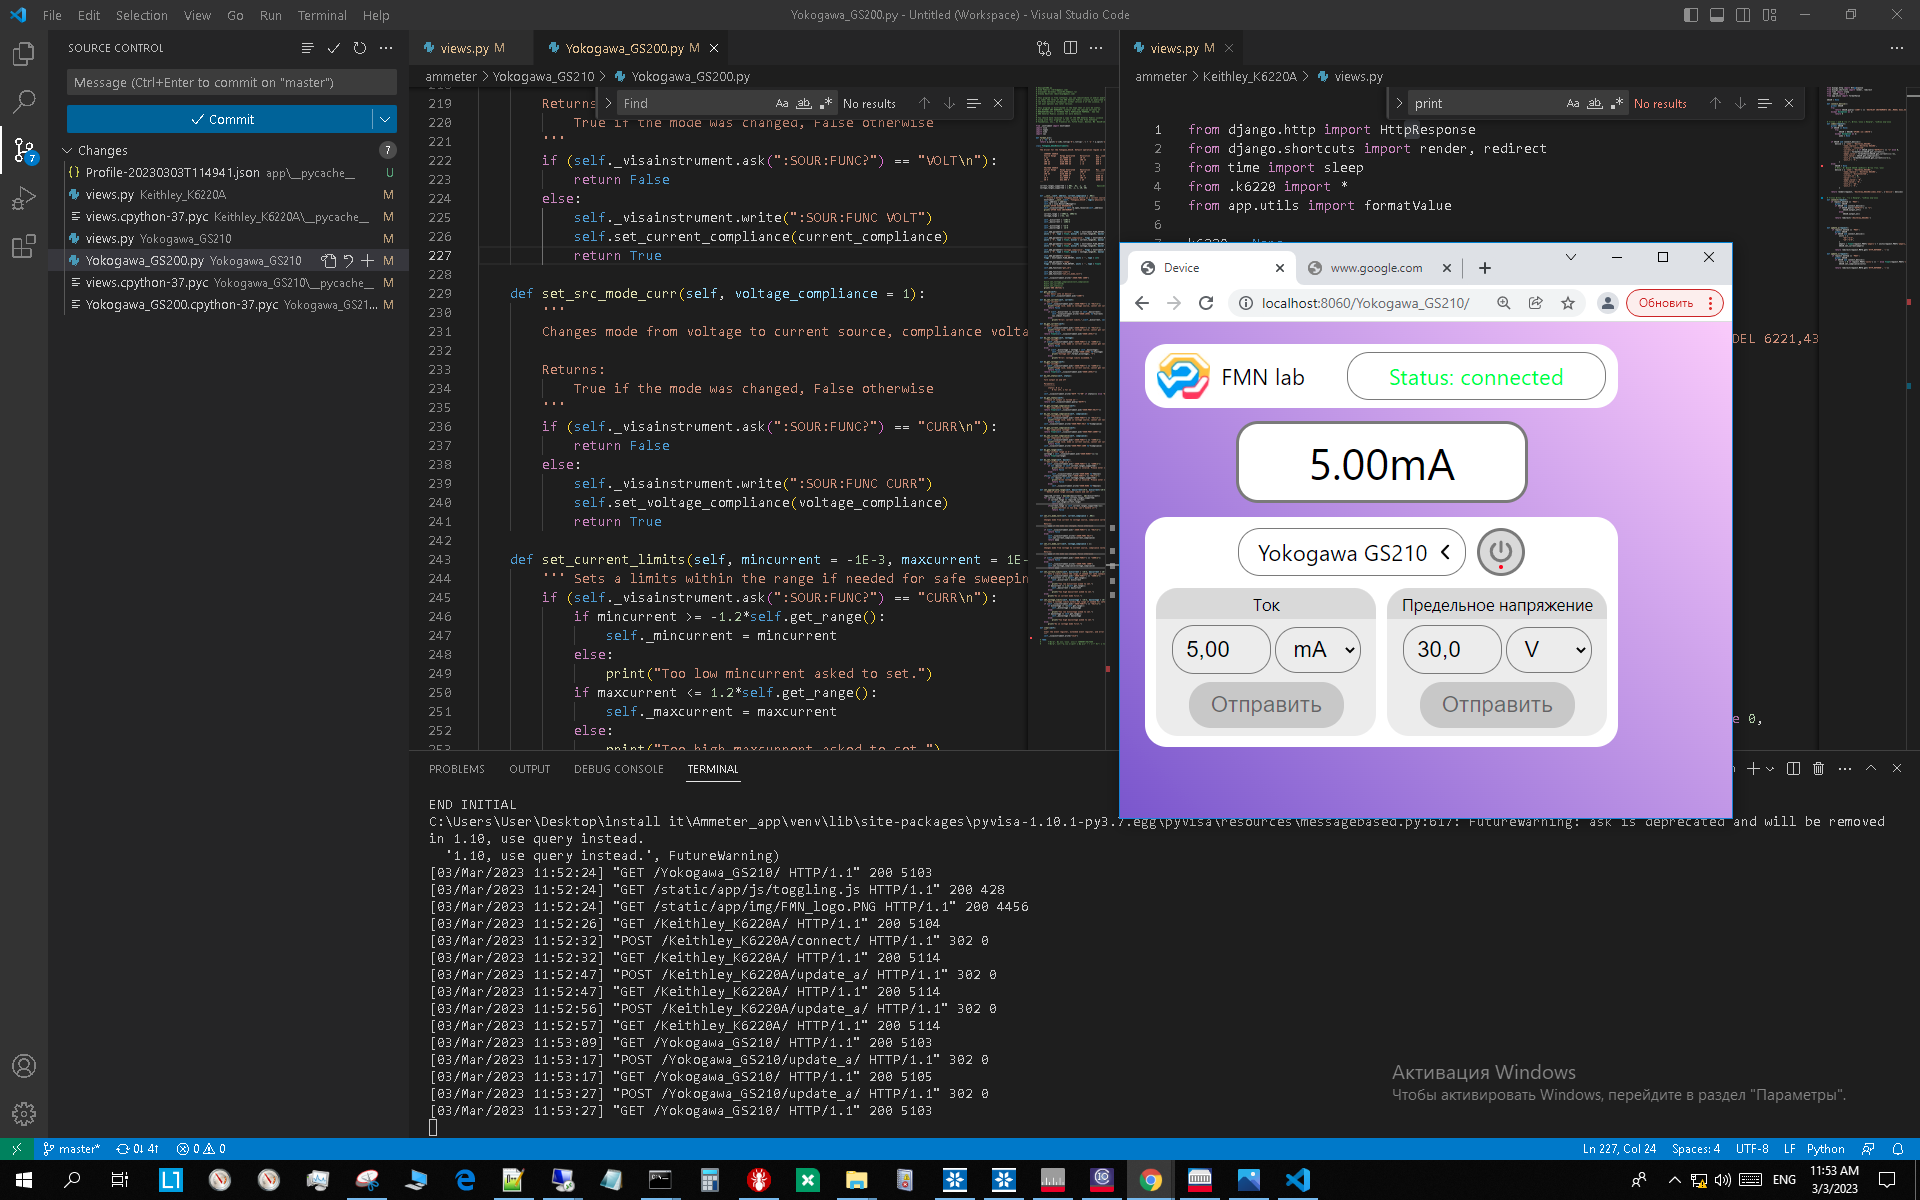 File Edit Selection View Go Run Terminal Help
Yokogawa_GS200.py - Untitled (Workspace) - Visual Studio Code
SOURCE CONTROL
Message (Ctrl+Enter to commit on "master")
Commit
Changes 7
Profile-20230303T114941.json app\__pycache__ U
views.py Keithley_K6220A M
views.cpython-37.pyc Keithley_K6220A\__pycache__ M
views.py Yokogawa_GS210 M
Yokogawa_GS200.py Yokogawa_GS210 M
views.cpython-37.pyc Yokogawa_GS210\__pycache__ M
Yokogawa_GS200.cpython-37.pyc Yokogawa_GS21... M
7
views.py M
Yokogawa_GS200.py M
ammeter > Yokogawa_GS210 > Yokogawa_GS200.py
Find
Aa ab No results
219 Returns
220 True if the mode was changed, False otherwise
221 '''
222 if (self._visainstrument.ask(":SOUR:FUNC?") == "VOLT\n"):
223 return False
224 else:
225 self._visainstrument.write(":SOUR:FUNC VOLT")
226 self.set_current_compliance(current_compliance)
227 return True
228
229 def set_src_mode_curr(self, voltage_compliance = 1):
230 '''
231 Changes mode from voltage to current source, compliance volta
232
233 Returns:
234 True if the mode was changed, False otherwise
235 '''
236 if (self._visainstrument.ask(":SOUR:FUNC?") == "CURR\n"):
237 return False
238 else:
239 self._visainstrument.write(":SOUR:FUNC CURR")
240 self.set_voltage_compliance(voltage_compliance)
241 return True
242
243 def set_current_limits(self, mincurrent = -1E-3, maxcurrent = 1E-
244 ''' Sets a limits within the range if needed for safe sweepin
245 if (self._visainstrument.ask(":SOUR:FUNC?") == "CURR\n"):
246 if mincurrent >= -1.2*self.get_range():
247 self._mincurrent = mincurrent
248 else:
249 print("Too low mincurrent asked to set.")
250 if maxcurrent <= 1.2*self.get_range():
251 self._maxcurrent = maxcurrent
252 else:
253 print("Too high maxcurrent asked to set.")
views.py M
ammeter > Keithley_K6220A > views.py
print
Aa ab No results
1 from django.http import HttpResponse
2 from django.shortcuts import render, redirect
3 from time import sleep
4 from .k6220 import *
5 from app.utils import formatValue
6
7 k6220 = None
DEL 6221,43
e 0,
Device
www.google.com
localhost:8060/Yokogawa_GS210/
Обновить
FMN lab
Status: connected
5.00mA
Yokogawa GS210
Ток
5,00 mA
Отправить
Предельное напряжение
30,0 V
Отправить
PROBLEMS OUTPUT DEBUG CONSOLE TERMINAL
END INITIAL
C:\Users\User\Desktop\install it\Ammeter_app\venv\lib\site-packages\pyvisa-1.10.1-py3.7.egg\pyvisa\resources\messagebased.py:617: FutureWarning: ask is deprecated and will be removed
in 1.10, use query instead.
'1.10, use query instead.', FutureWarning)
[03/Mar/2023 11:52:24] "GET /Yokogawa_GS210/ HTTP/1.1" 200 5103
[03/Mar/2023 11:52:24] "GET /static/app/js/toggling.js HTTP/1.1" 200 428
[03/Mar/2023 11:52:24] "GET /static/app/img/FMN_logo.PNG HTTP/1.1" 200 4456
[03/Mar/2023 11:52:26] "GET /Keithley_K6220A/ HTTP/1.1" 200 5104
[03/Mar/2023 11:52:32] "POST /Keithley_K6220A/connect/ HTTP/1.1" 302 0
[03/Mar/2023 11:52:32] "GET /Keithley_K6220A/ HTTP/1.1" 200 5114
[03/Mar/2023 11:52:47] "POST /Keithley_K6220A/update_a/ HTTP/1.1" 302 0
[03/Mar/2023 11:52:47] "GET /Keithley_K6220A/ HTTP/1.1" 200 5114
[03/Mar/2023 11:52:56] "POST /Keithley_K6220A/update_a/ HTTP/1.1" 302 0
[03/Mar/2023 11:52:57] "GET /Keithley_K6220A/ HTTP/1.1" 200 5114
[03/Mar/2023 11:53:09] "GET /Yokogawa_GS210/ HTTP/1.1" 200 5103
[03/Mar/2023 11:53:17] "POST /Yokogawa_GS210/update_a/ HTTP/1.1" 302 0
[03/Mar/2023 11:53:17] "GET /Yokogawa_GS210/ HTTP/1.1" 200 5105
[03/Mar/2023 11:53:27] "POST /Yokogawa_GS210/update_a/ HTTP/1.1" 302 0
[03/Mar/2023 11:53:27] "GET /Yokogawa_GS210/ HTTP/1.1" 200 5103
Активация Windows
Чтобы активировать Windows, перейдите в раздел "Параметры".
master* 0↓ 4↑ 0 0
Ln 227, Col 24 Spaces: 4 UTF-8 LF Python
ENG
11:53 AM
3/3/2023